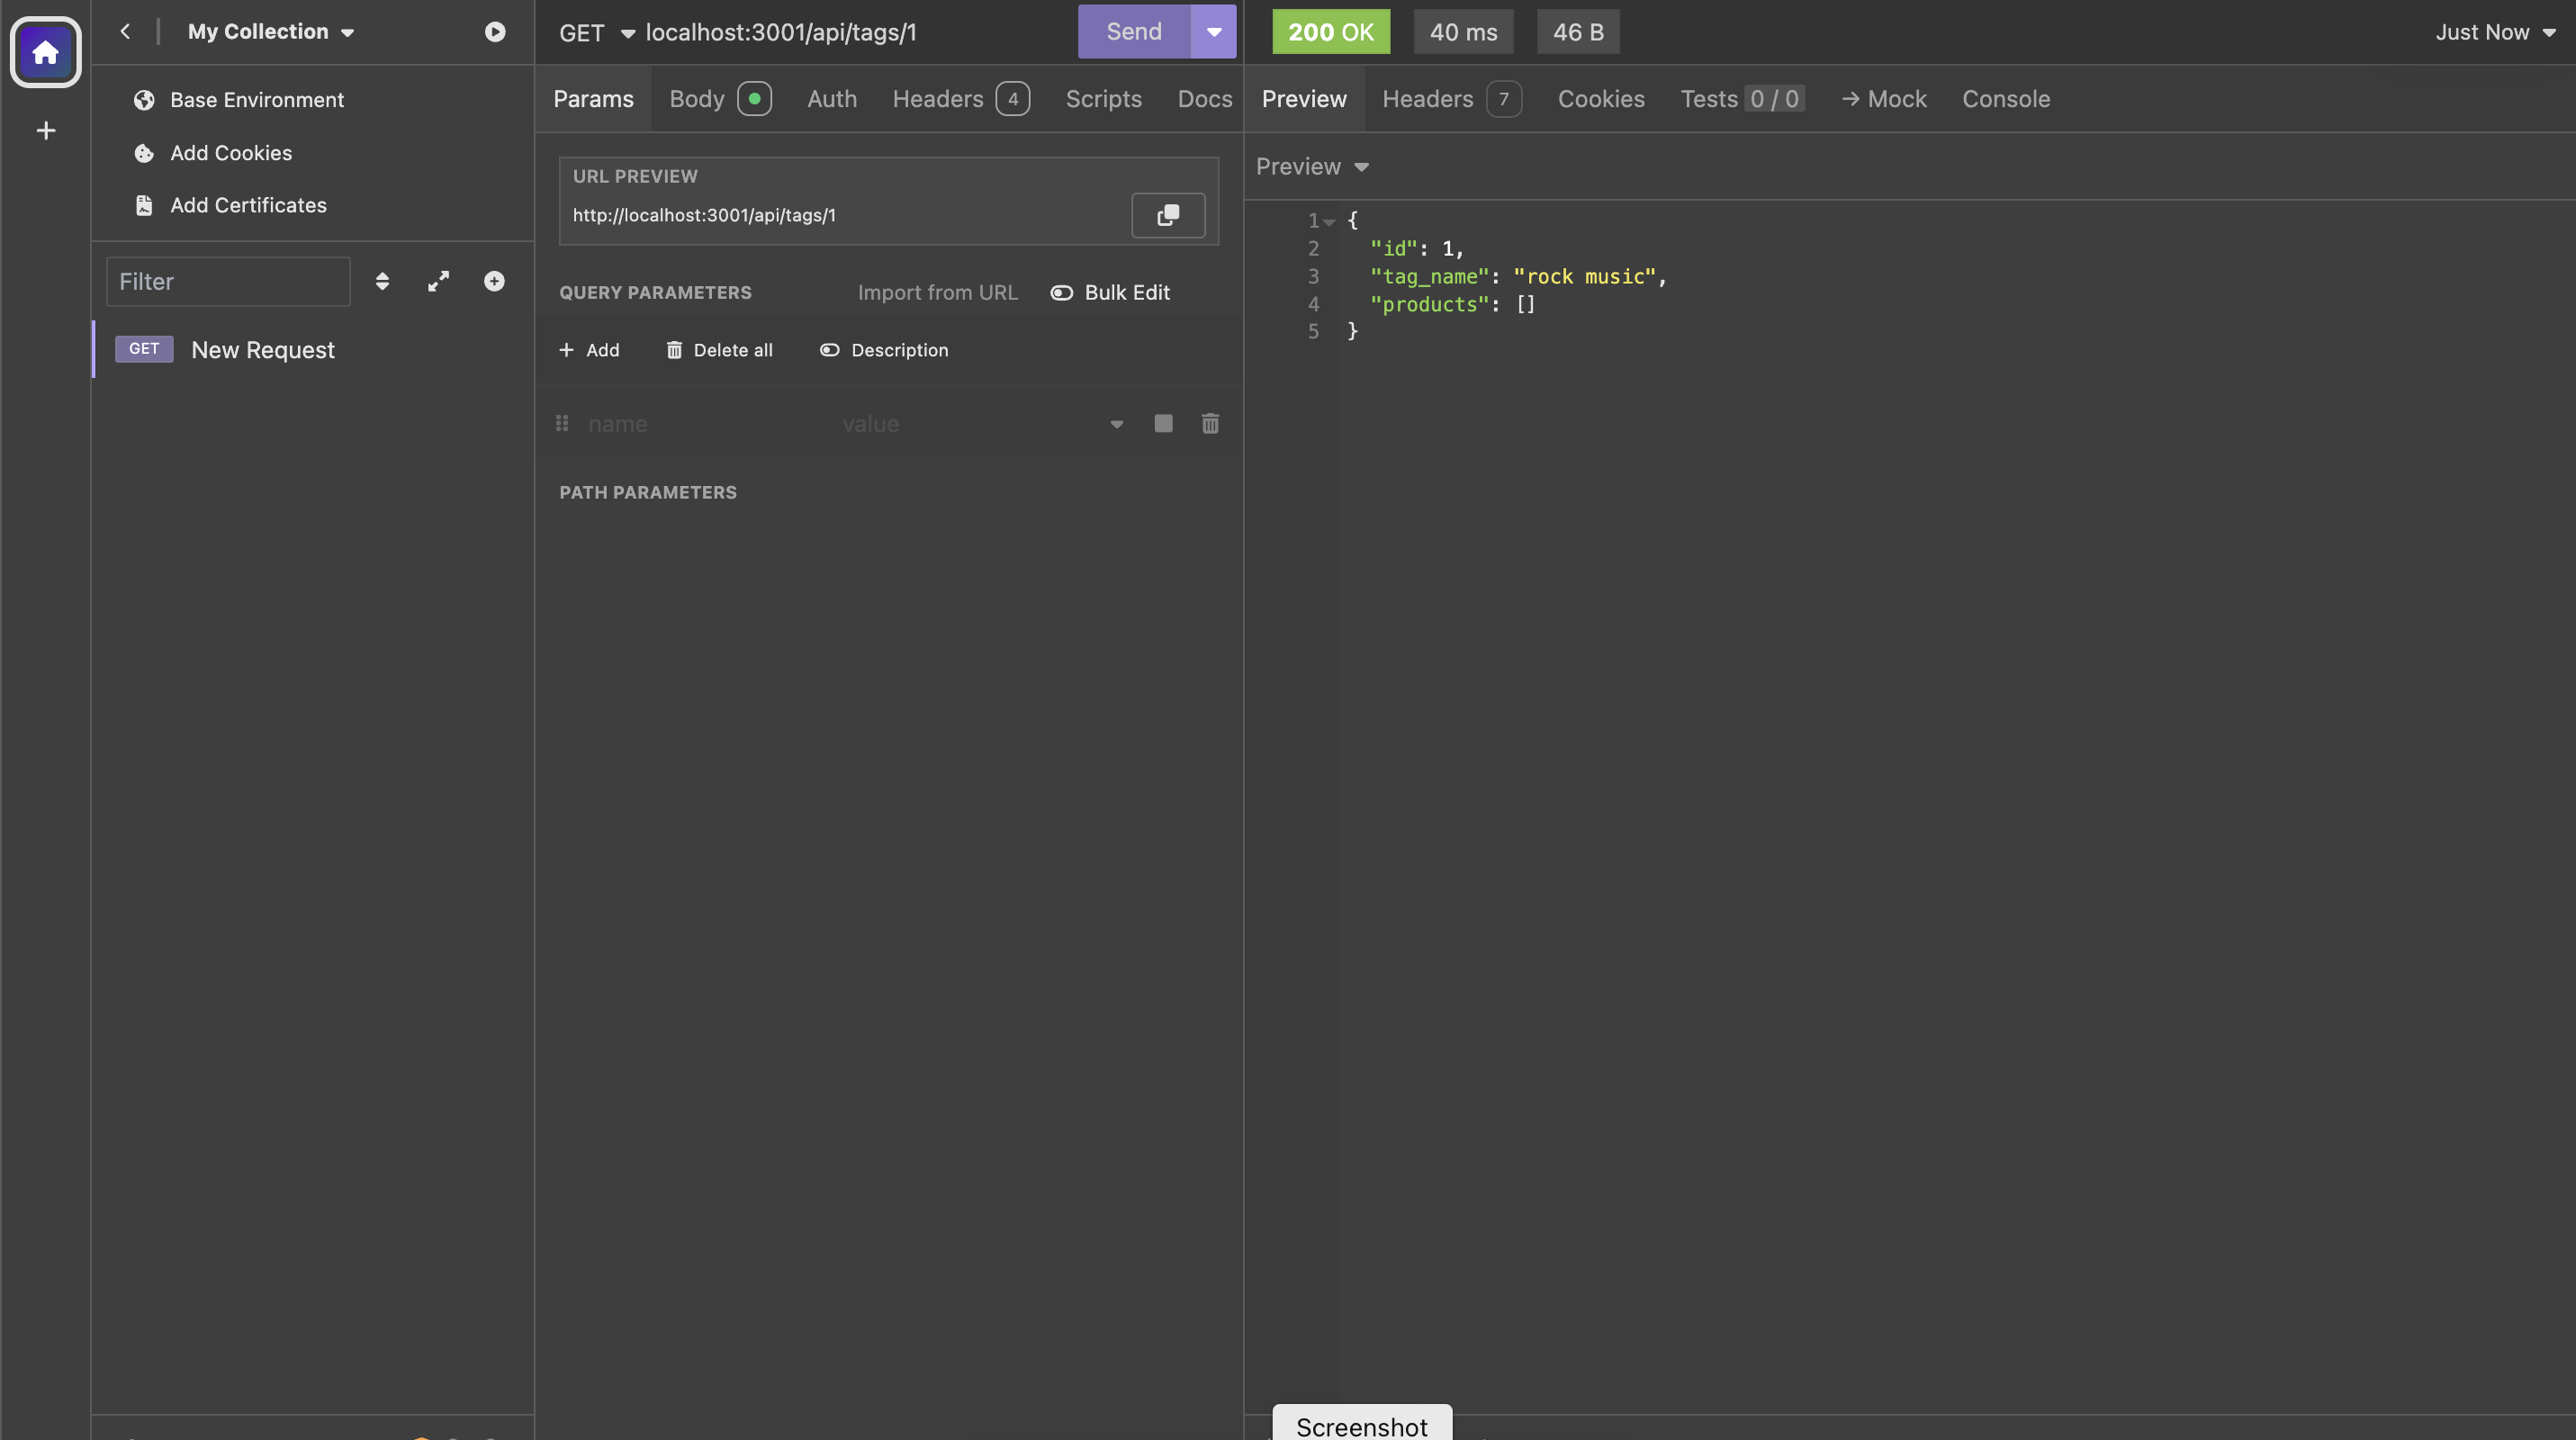 My Collection
Base Environment
Add Cookies
Add Certificates
Filter
GET New Request
GET localhost:3001/api/tags/1 Send
Params Body Auth Headers 4 Scripts Docs
URL PREVIEW
http://localhost:3001/api/tags/1
QUERY PARAMETERS Import from URL Bulk Edit
Add Delete all Description
name value
PATH PARAMETERS
200 OK 40 ms 46 B Just Now
Preview Headers 7 Cookies Tests 0 / 0 → Mock Console
Preview
1 {
2 "id": 1,
3 "tag_name": "rock music",
4 "products": []
5 }
Screenshot